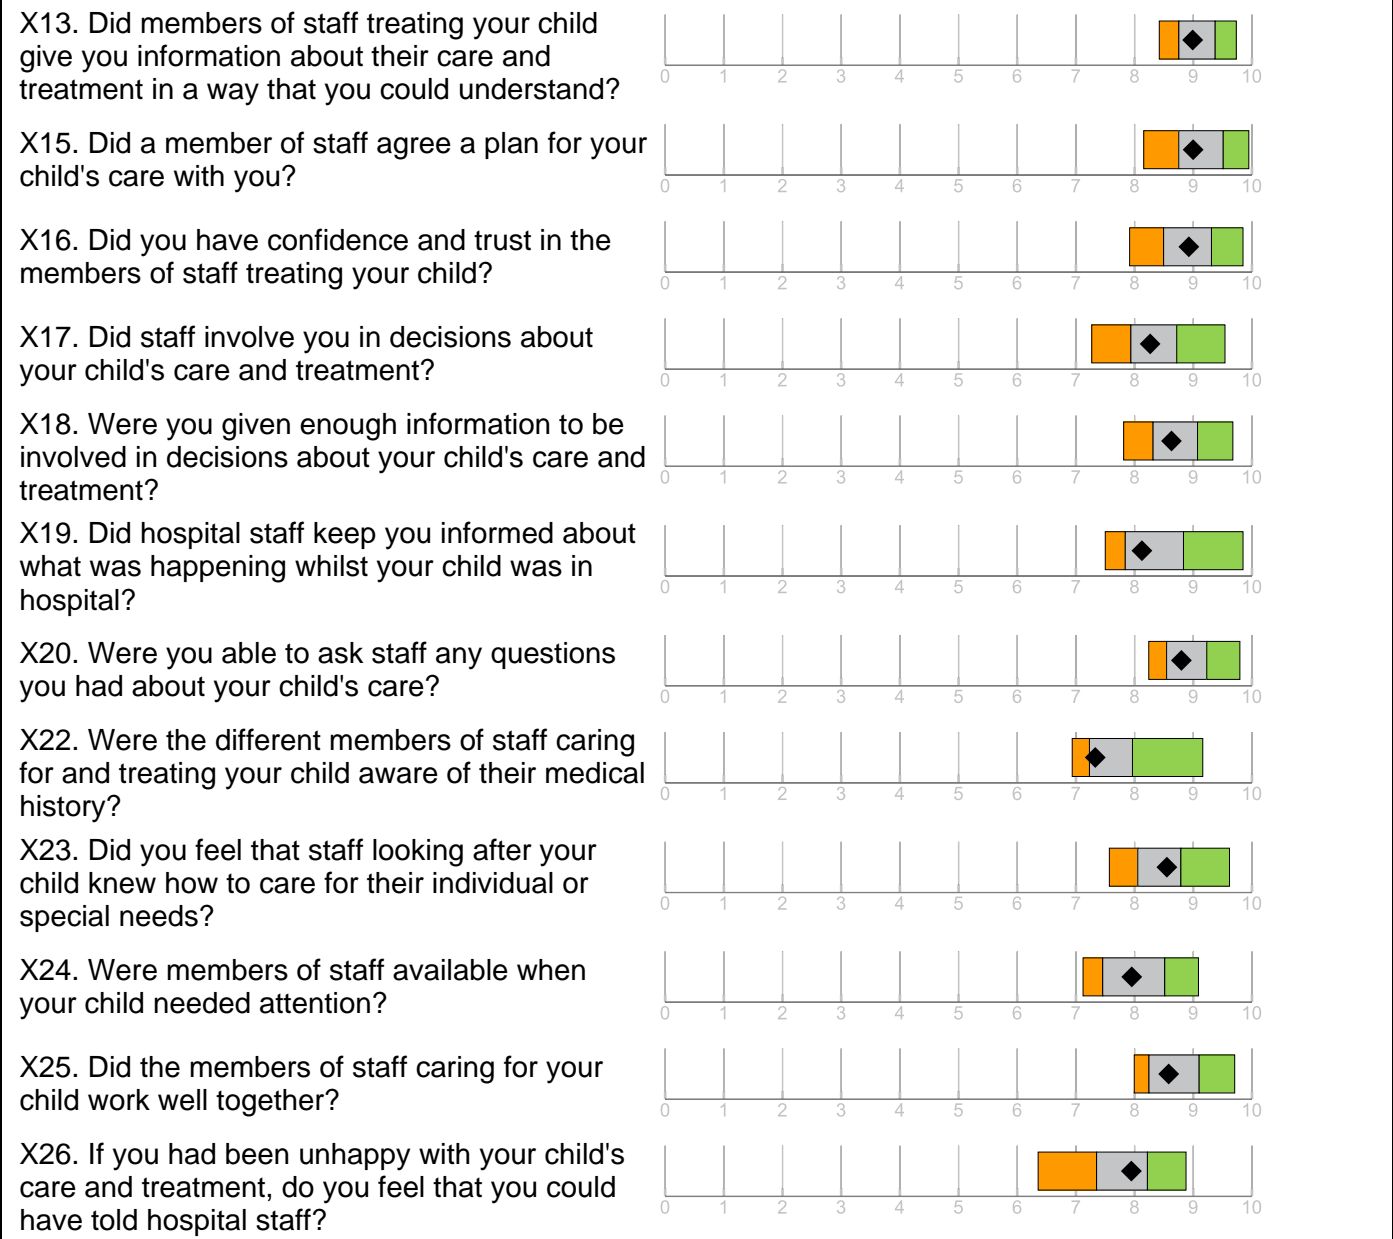 X13. Did members of staff treating your child
give you information about their care and
treatment in a way that you could understand?
0 1 2 3 4 5 6 7 8 9 10
X15. Did a member of staff agree a plan for your
child's care with you?
0 1 2 3 4 5 6 7 8 9 10
X16. Did you have confidence and trust in the
members of staff treating your child?
0 1 2 3 4 5 6 7 8 9 10
X17. Did staff involve you in decisions about
your child's care and treatment?
0 1 2 3 4 5 6 7 8 9 10
X18. Were you given enough information to be
involved in decisions about your child's care and
treatment?
0 1 2 3 4 5 6 7 8 9 10
X19. Did hospital staff keep you informed about
what was happening whilst your child was in
hospital?
0 1 2 3 4 5 6 7 8 9 10
X20. Were you able to ask staff any questions
you had about your child's care?
0 1 2 3 4 5 6 7 8 9 10
X22. Were the different members of staff caring
for and treating your child aware of their medical
history?
0 1 2 3 4 5 6 7 8 9 10
X23. Did you feel that staff looking after your
child knew how to care for their individual or
special needs?
0 1 2 3 4 5 6 7 8 9 10
X24. Were members of staff available when
your child needed attention?
0 1 2 3 4 5 6 7 8 9 10
X25. Did the members of staff caring for your
child work well together?
0 1 2 3 4 5 6 7 8 9 10
X26. If you had been unhappy with your child's
care and treatment, do you feel that you could
have told hospital staff?
0 1 2 3 4 5 6 7 8 9 10